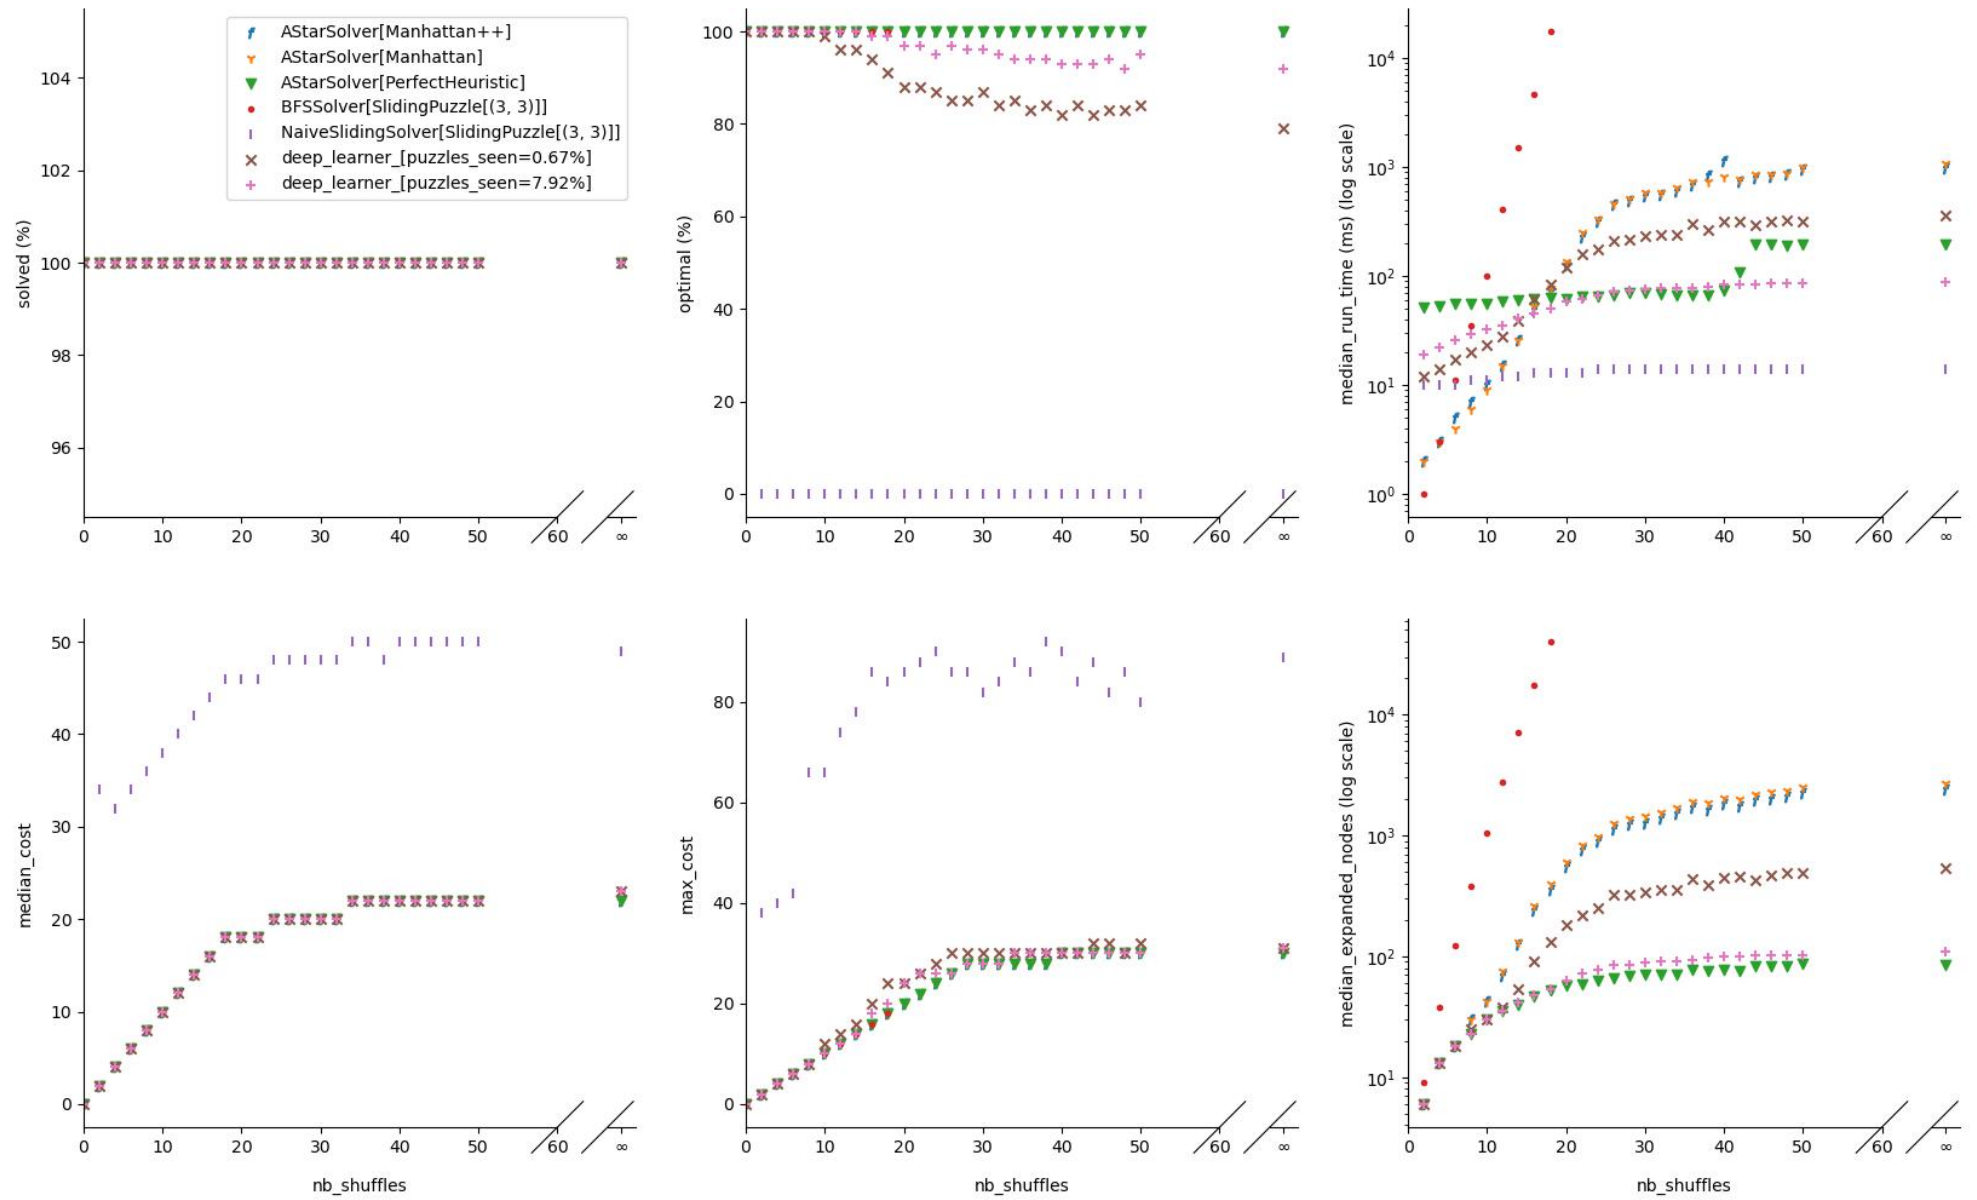 AStarSolver[Manhattan++]
AStarSolver[Manhattan]
AStarSolver[PerfectHeuristic]
BFSSolver[SlidingPuzzle[(3, 3)]]
NaiveSlidingSolver[SlidingPuzzle[(3, 3)]]
deep_learner_[puzzles_seen=0.67%]
deep_learner_[puzzles_seen=7.92%]
solved (%)
104
102
100
98
96
0 10 20 30 40 50 60 ∞
optimal (%)
100
80
60
40
20
0
0 10 20 30 40 50 60 ∞
median_run_time (ms) (log scale)
10⁴
10³
10²
10¹
10⁰
0 10 20 30 40 50 60 ∞
median_cost
50
40
30
20
10
0
0 10 20 30 40 50 60 ∞
nb_shuffles
max_cost
80
60
40
20
0
0 10 20 30 40 50 60 ∞
nb_shuffles
median_expanded_nodes (log scale)
10⁴
10³
10²
10¹
0 10 20 30 40 50 60 ∞
nb_shuffles